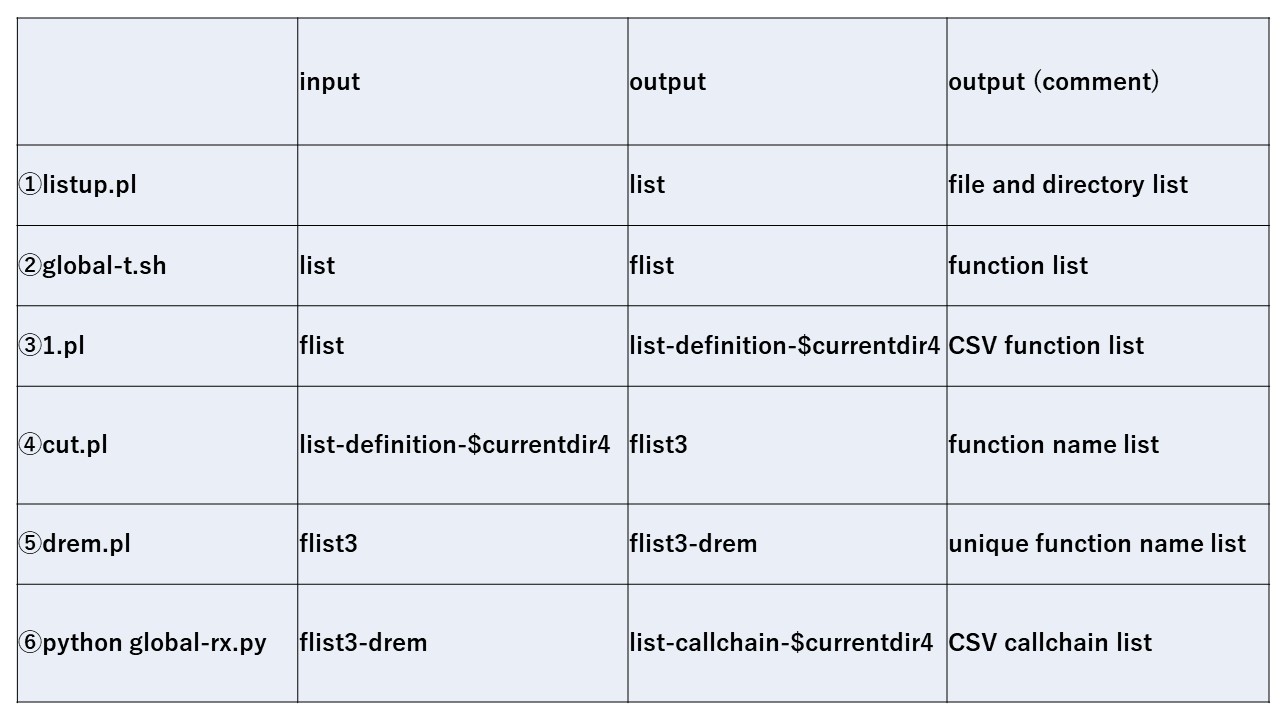 input output output (comment)
①listup.pl list file and directory list
②global-t.sh list flist function list
③1.pl flist list-definition-$currentdir4 CSV function list
④cut.pl list-definition-$currentdir4 flist3 function name list
⑤drem.pl flist3 flist3-drem unique function name list
⑥python global-rx.py flist3-drem list-callchain-$currentdir4 CSV callchain list